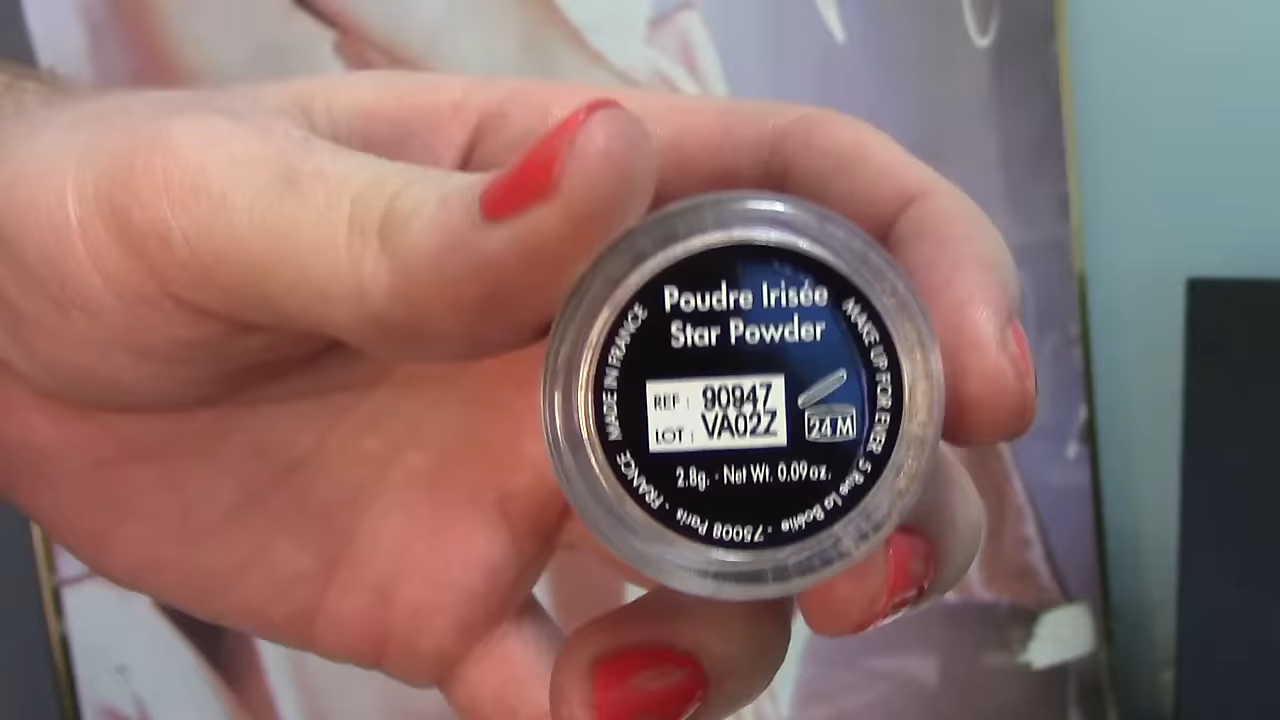 Poudre Irisée
Star Powder
REF : 90947
LOT : VA02Z
24 M
2.8g. - Net Wt. 0.09 oz.
MAKE UP FOR EVER . 5 Rue La Boétie - 75008 Paris - FRANCE
MADE IN FRANCE